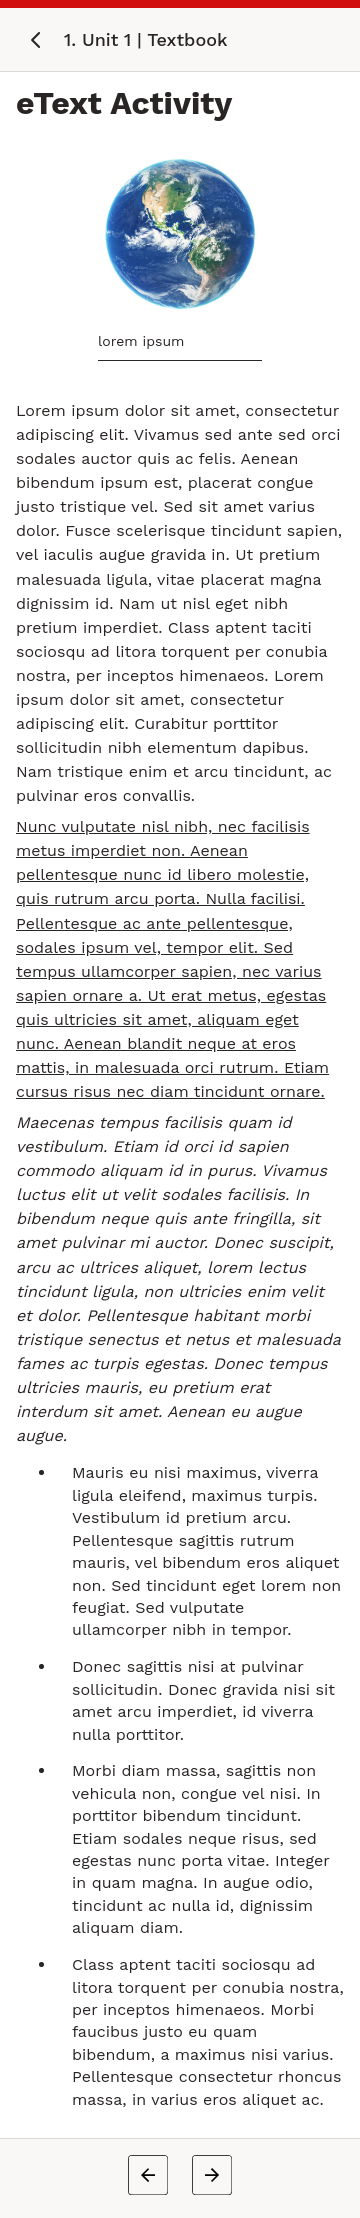 1. Unit 1 | Textbook
eText Activity
lorem ipsum
Lorem ipsum dolor sit amet, consectetur
adipiscing elit. Vivamus sed ante sed orci
sodales auctor quis ac felis. Aenean
bibendum ipsum est, placerat congue
justo tristique vel. Sed sit amet varius
dolor. Fusce scelerisque tincidunt sapien,
vel iaculis augue gravida in. Ut pretium
malesuada ligula, vitae placerat magna
dignissim id. Nam ut nisl eget nibh
pretium imperdiet. Class aptent taciti
sociosqu ad litora torquent per conubia
nostra, per inceptos himenaeos. Lorem
ipsum dolor sit amet, consectetur
adipiscing elit. Curabitur porttitor
sollicitudin nibh elementum dapibus.
Nam tristique enim et arcu tincidunt, ac
pulvinar eros convallis.
Nunc vulputate nisl nibh, nec facilisis
metus imperdiet non. Aenean
pellentesque nunc id libero molestie,
quis rutrum arcu porta. Nulla facilisi.
Pellentesque ac ante pellentesque,
sodales ipsum vel, tempor elit. Sed
tempus ullamcorper sapien, nec varius
sapien ornare a. Ut erat metus, egestas
quis ultricies sit amet, aliquam eget
nunc. Aenean blandit neque at eros
mattis, in malesuada orci rutrum. Etiam
cursus risus nec diam tincidunt ornare.
Maecenas tempus facilisis quam id
vestibulum. Etiam id orci id sapien
commodo aliquam id in purus. Vivamus
luctus elit ut velit sodales facilisis. In
bibendum neque quis ante fringilla, sit
amet pulvinar mi auctor. Donec suscipit,
arcu ac ultrices aliquet, lorem lectus
tincidunt ligula, non ultricies enim velit
et dolor. Pellentesque habitant morbi
tristique senectus et netus et malesuada
fames ac turpis egestas. Donec tempus
ultricies mauris, eu pretium erat
interdum sit amet. Aenean eu augue
augue.
• Mauris eu nisi maximus, viverra
ligula eleifend, maximus turpis.
Vestibulum id pretium arcu.
Pellentesque sagittis rutrum
mauris, vel bibendum eros aliquet
non. Sed tincidunt eget lorem non
feugiat. Sed vulputate
ullamcorper nibh in tempor.
• Donec sagittis nisi at pulvinar
sollicitudin. Donec gravida nisi sit
amet arcu imperdiet, id viverra
nulla porttitor.
• Morbi diam massa, sagittis non
vehicula non, congue vel nisi. In
porttitor bibendum tincidunt.
Etiam sodales neque risus, sed
egestas nunc porta vitae. Integer
in quam magna. In augue odio,
tincidunt ac nulla id, dignissim
aliquam diam.
• Class aptent taciti sociosqu ad
litora torquent per conubia nostra,
per inceptos himenaeos. Morbi
faucibus justo eu quam
bibendum, a maximus nisi varius.
Pellentesque consectetur rhoncus
massa, in varius eros aliquet ac.